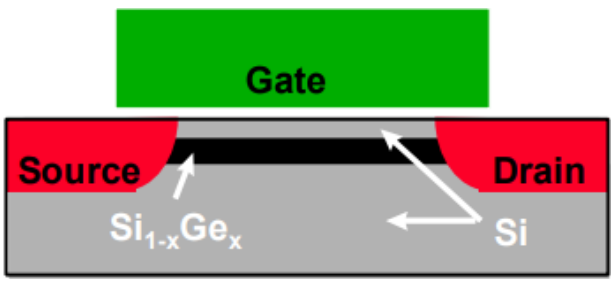 Gate
Source
Drain
Si₁₋ₓGeₓ
Si